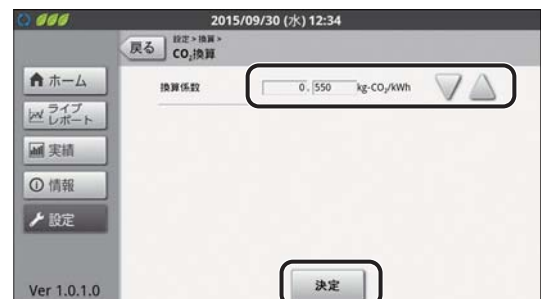 2015/09/30 (水) 12:34
戻る
設定>換算>
CO₂換算
ホーム
ライブ
レポート
実績
情報
設定
換算係数 0.550 kg-CO₂/kWh
決定
Ver 1.0.1.0